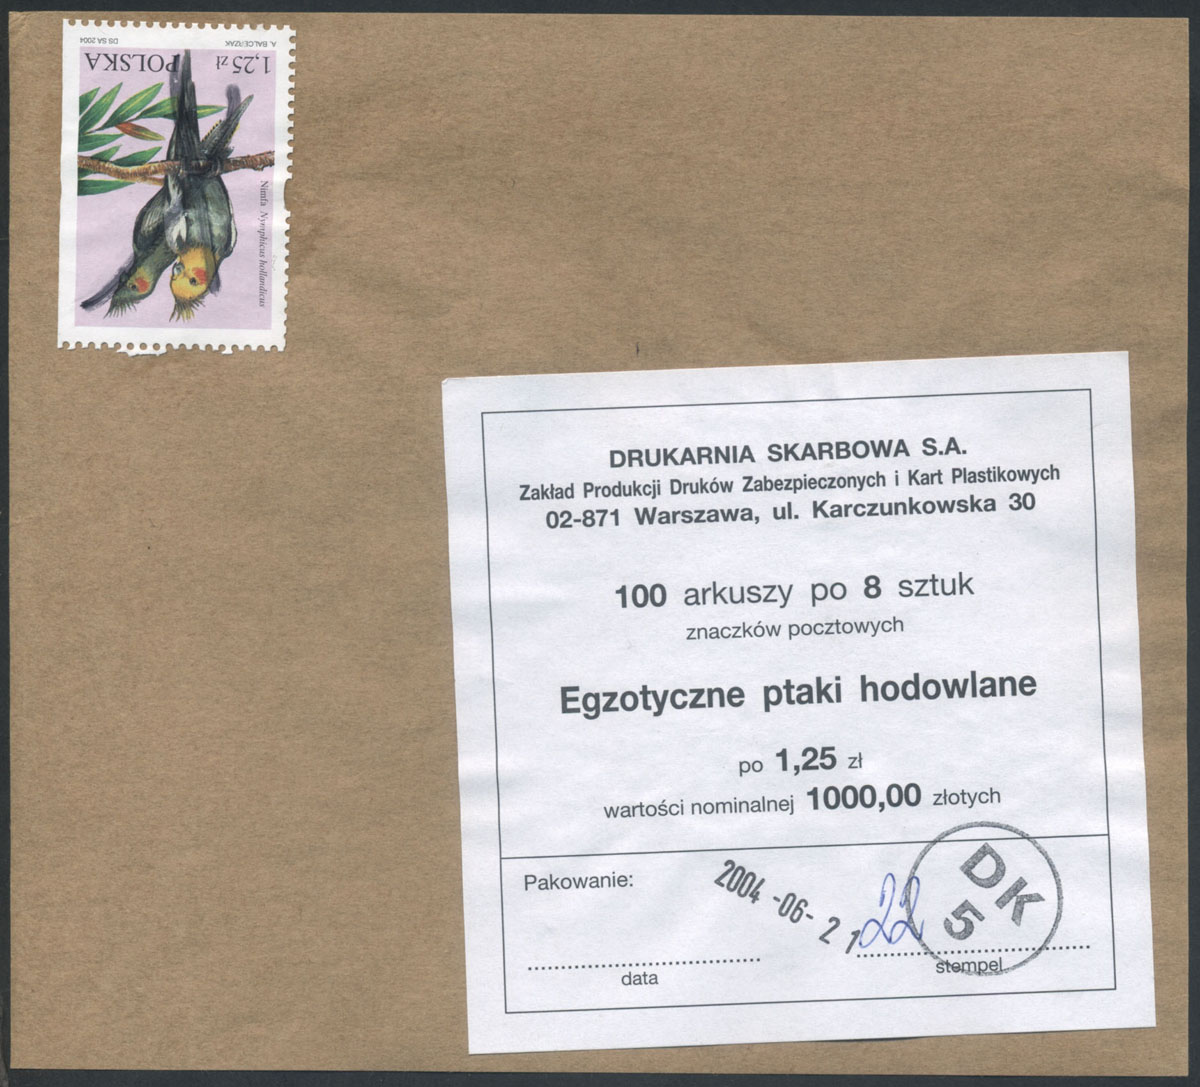 POLSKA 1,25 zł
Nimfa Nymphicus hollandicus
DS SA 2004 A. BALCERZAK
DRUKARNIA SKARBOWA S.A.
Zakład Produkcji Druków Zabezpieczonych i Kart Plastikowych
02-871 Warszawa, ul. Karczunkowska 30
100 arkuszy po 8 sztuk
znaczków pocztowych
Egzotyczne ptaki hodowlane
po 1,25 zł
wartości nominalnej 1000,00 złotych
Pakowanie:
2004 -06- 21
22
DK
5
data
stempel